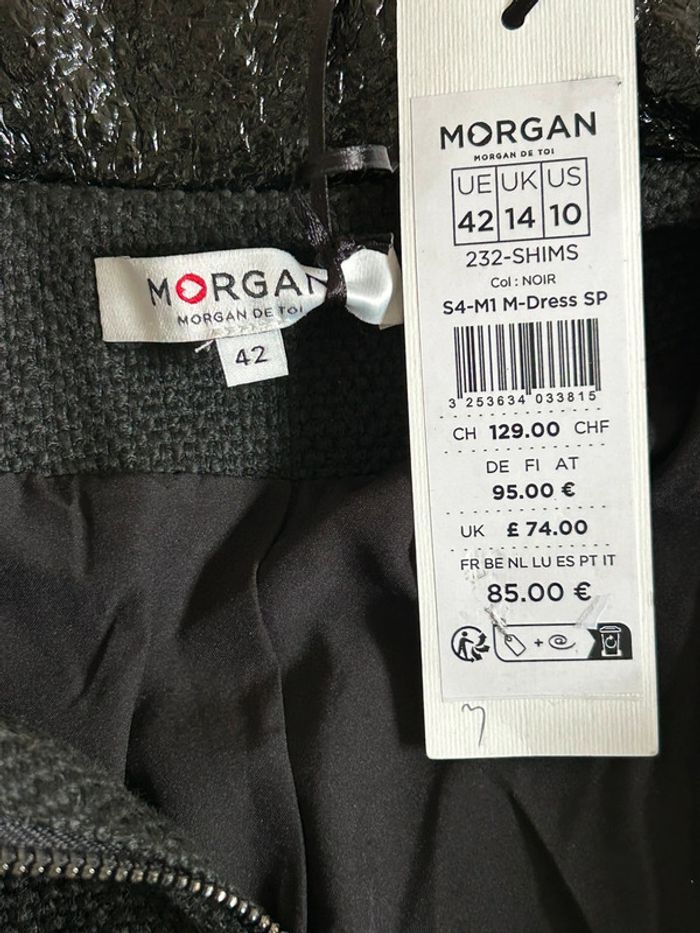 MORGAN
MORGAN DE TOI
UE UK US
42 14 10
232-SHIMS
Col : NOIR
S4-M1 M-Dress SP
3 253634 033815
CH 129.00 CHF
DE FI AT
95.00 €
UK £ 74.00
FR BE NL LU ES PT IT
85.00 €
MORGAN
MORGAN DE TOI
42